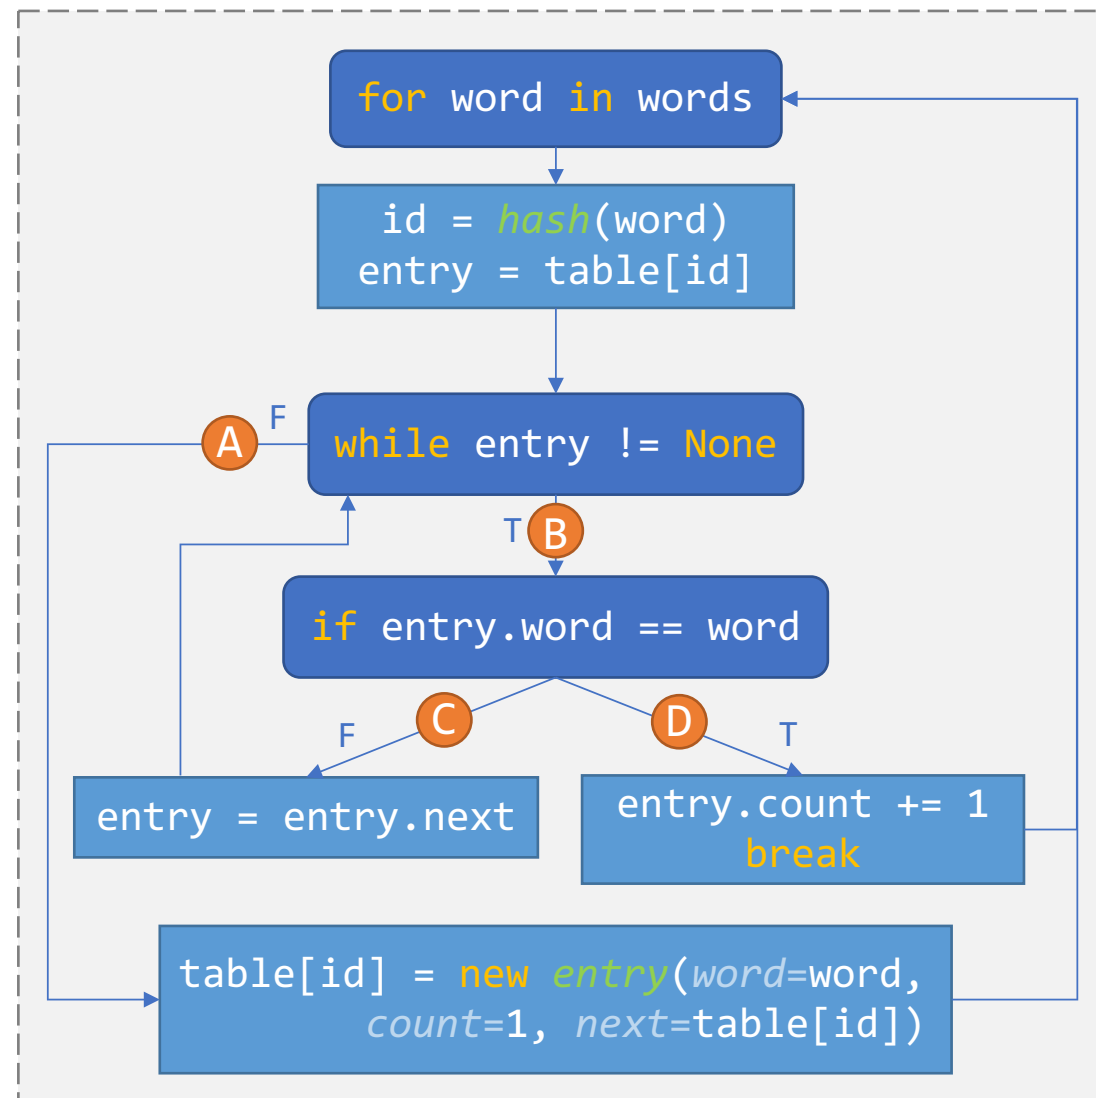 for word in words
id = hash(word)
entry = table[id]
A
F
while entry != None
T
B
if entry.word == word
F
C
D
T
entry = entry.next
entry.count += 1
break
table[id] = new entry(word=word,
count=1, next=table[id])